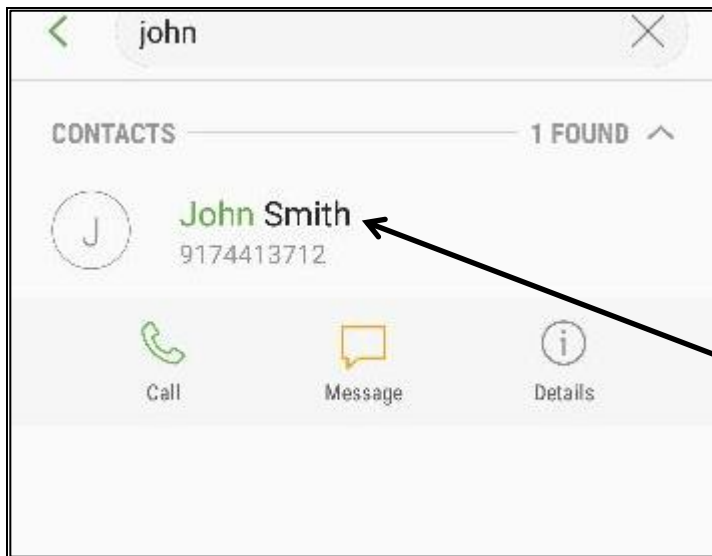 john
CONTACTS
1 FOUND
J
John Smith
9174413712
Call
Message
Details